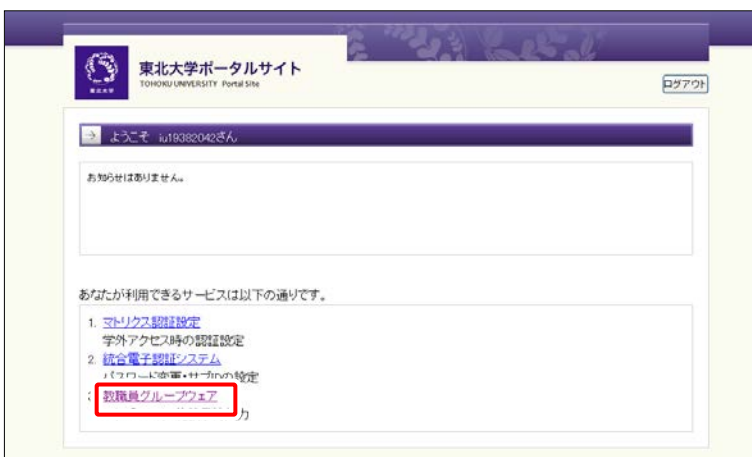 東北大学
東北大学ポータルサイト
TOHOKU UNIVERSITY Portal Site
ログアウト
ようこそ iu19382042さん
お知らせはありません。
あなたが利用できるサービスは以下の通りです。
1. マトリクス認証設定
学外アクセス時の認証設定
2. 統合電子認証システム
パスワード変更・サブIDの設定
教職員グループウェア
力